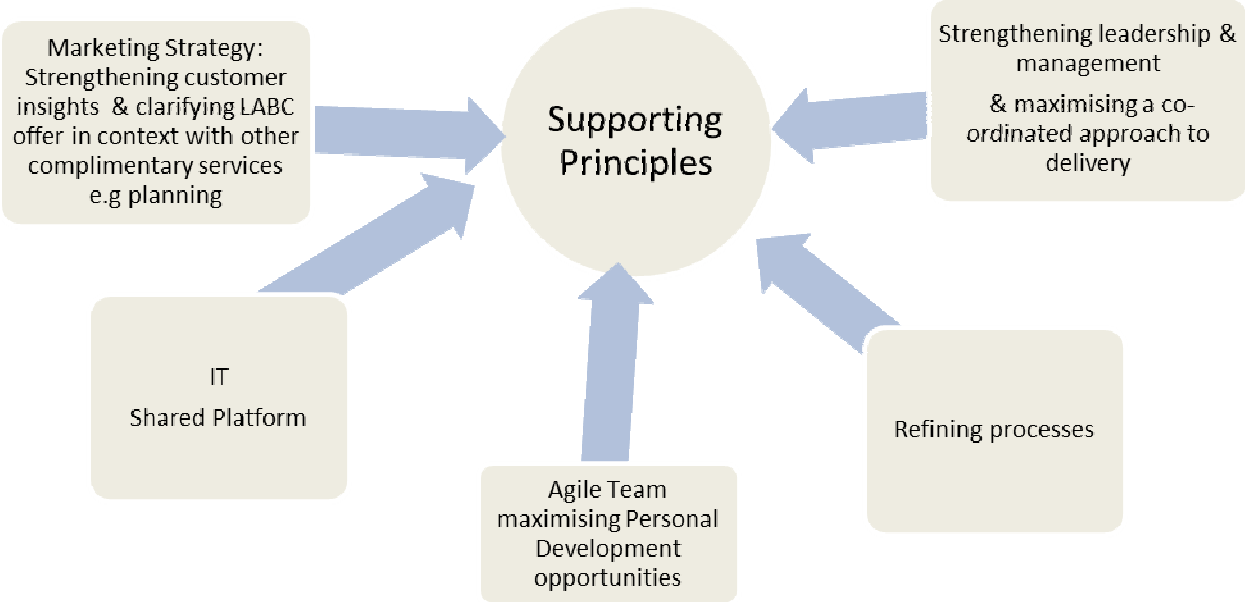 Marketing Strategy:
Strengthening customer
insights & clarifying LABC
offer in context with other
complimentary services
e.g planning
Supporting
Principles
Strengthening leadership &
management
& maximising a co-
ordinated approach to
delivery
IT
Shared Platform
Agile Team
maximising Personal
Development
opportunities
Refining processes